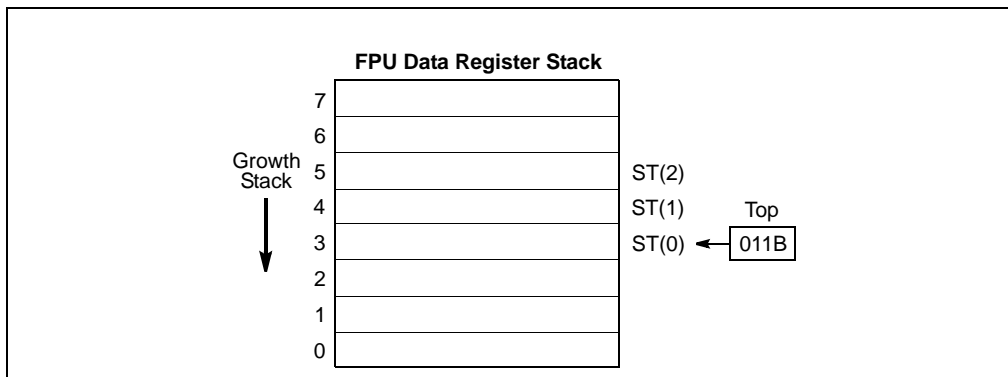 FPU Data Register Stack
7
6
Growth
Stack
5
ST(2)
4
ST(1)
Top
3
ST(0)
011B
2
1
0